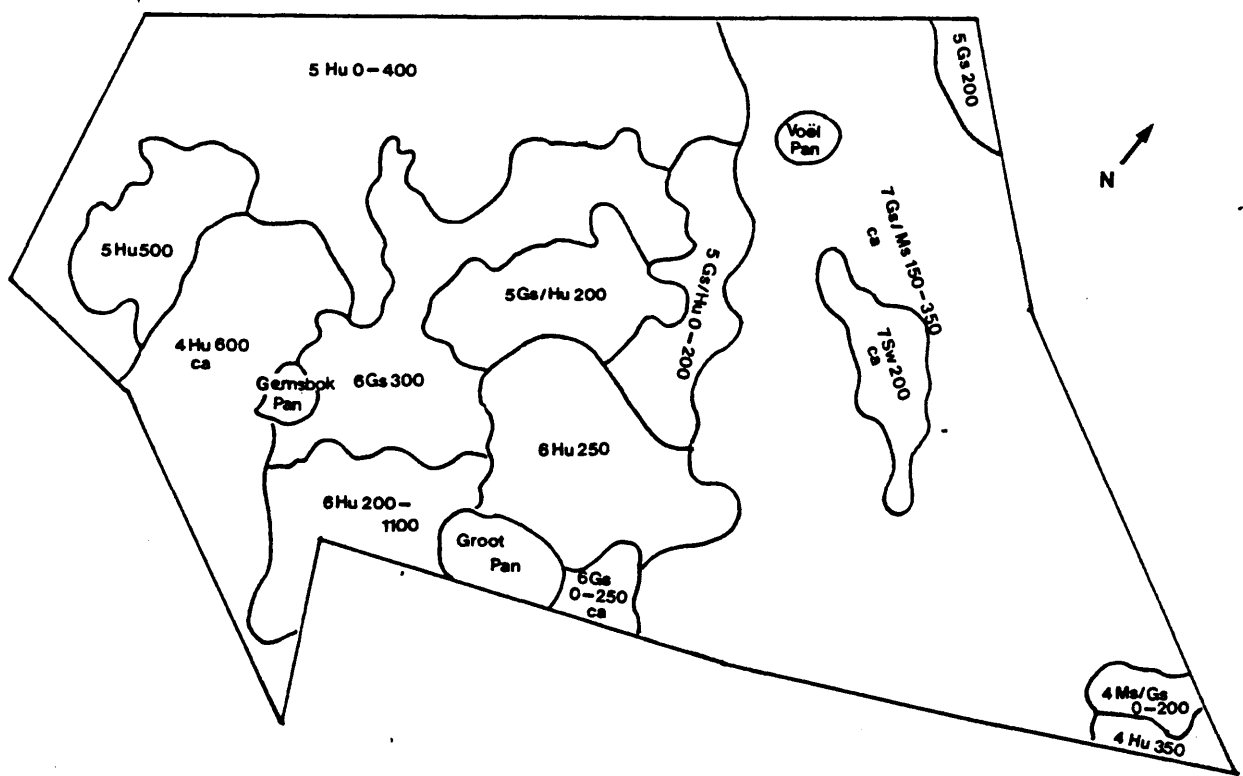 5 Hu 0-400
5 Gs 200
Voël
Pan
N
5 Hu 500
7 Gs/Ms 150-350
ca
5 Gs/Hu 200
5 Gs/Hu 0-200
4 Hu 600
ca
7 Sw 200
ca
Gemsbok
Pan
6 Gs 300
6 Hu 250
6 Hu 200-
1100
Groot
Pan
6 Gs
0-250
ca
4 Ms/Gs
0-200
4 Hu 350